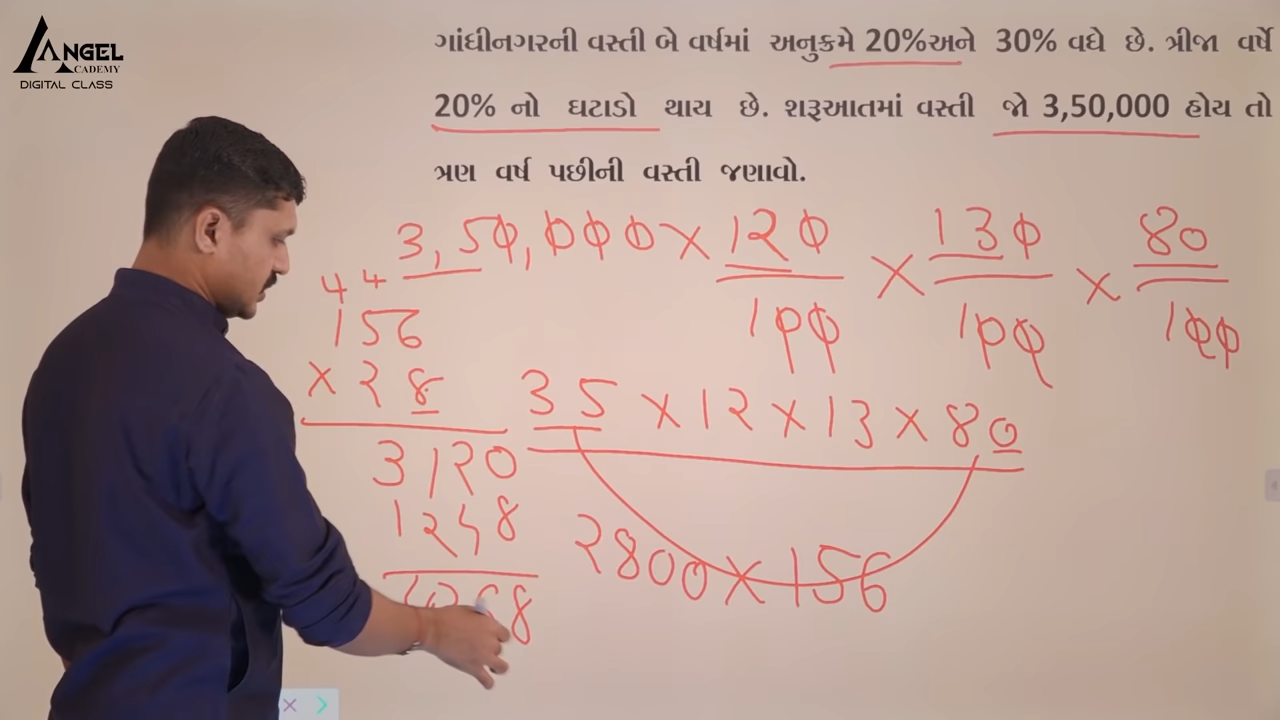 ANGEL
ACADEMY
DIGITAL CLASS
ગાંધીનગરની વસ્તી બે વર્ષમાં અનુક્રમે 20%અને 30% વધે છે. ત્રીજા વર્ષે
20% નો ઘટાડો થાય છે. શરૂઆતમાં વસ્તી જો 3,50,000 હોય તો
ત્રણ વર્ષ પછીની વસ્તી જણાવો.
3,50,000 × 120/100 × 130/100 × 80/100
44
156
× 28
3120
1248
35 × 12 × 13 × 80
2800 × 156